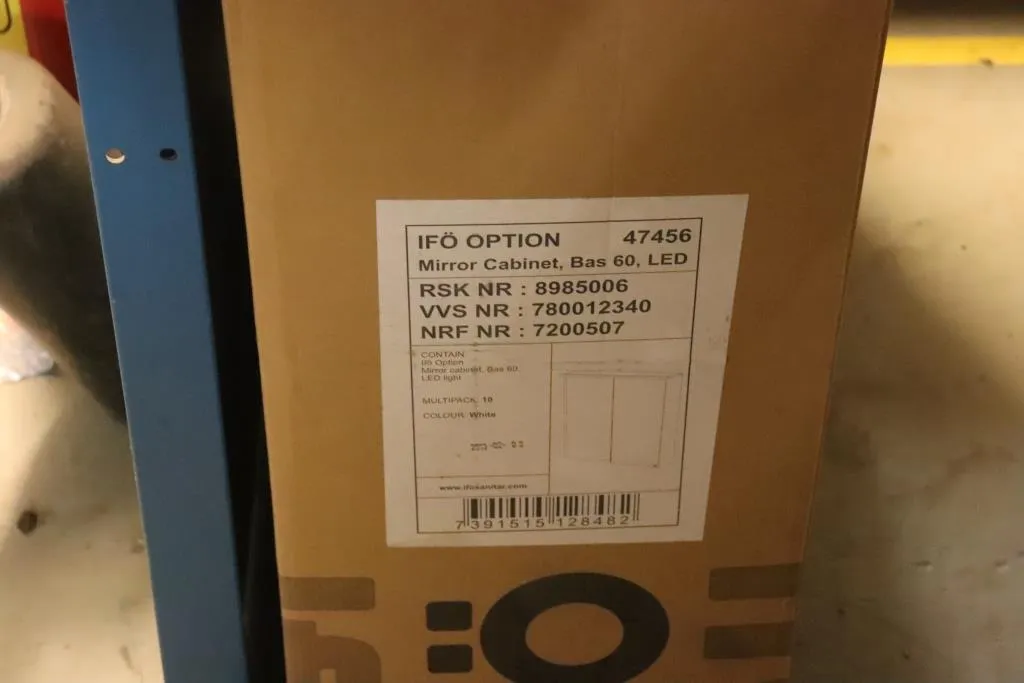 IFÖ OPTION 47456
Mirror Cabinet, Bas 60, LED
RSK NR : 8985006
VVS NR : 780012340
NRF NR : 7200507
CONTAIN
Ifö Option
Mirror cabinet, Bas 60,
LED light
MULTIPACK: 10
COLOUR: White
www.ifosanitar.com
7 391515 128482